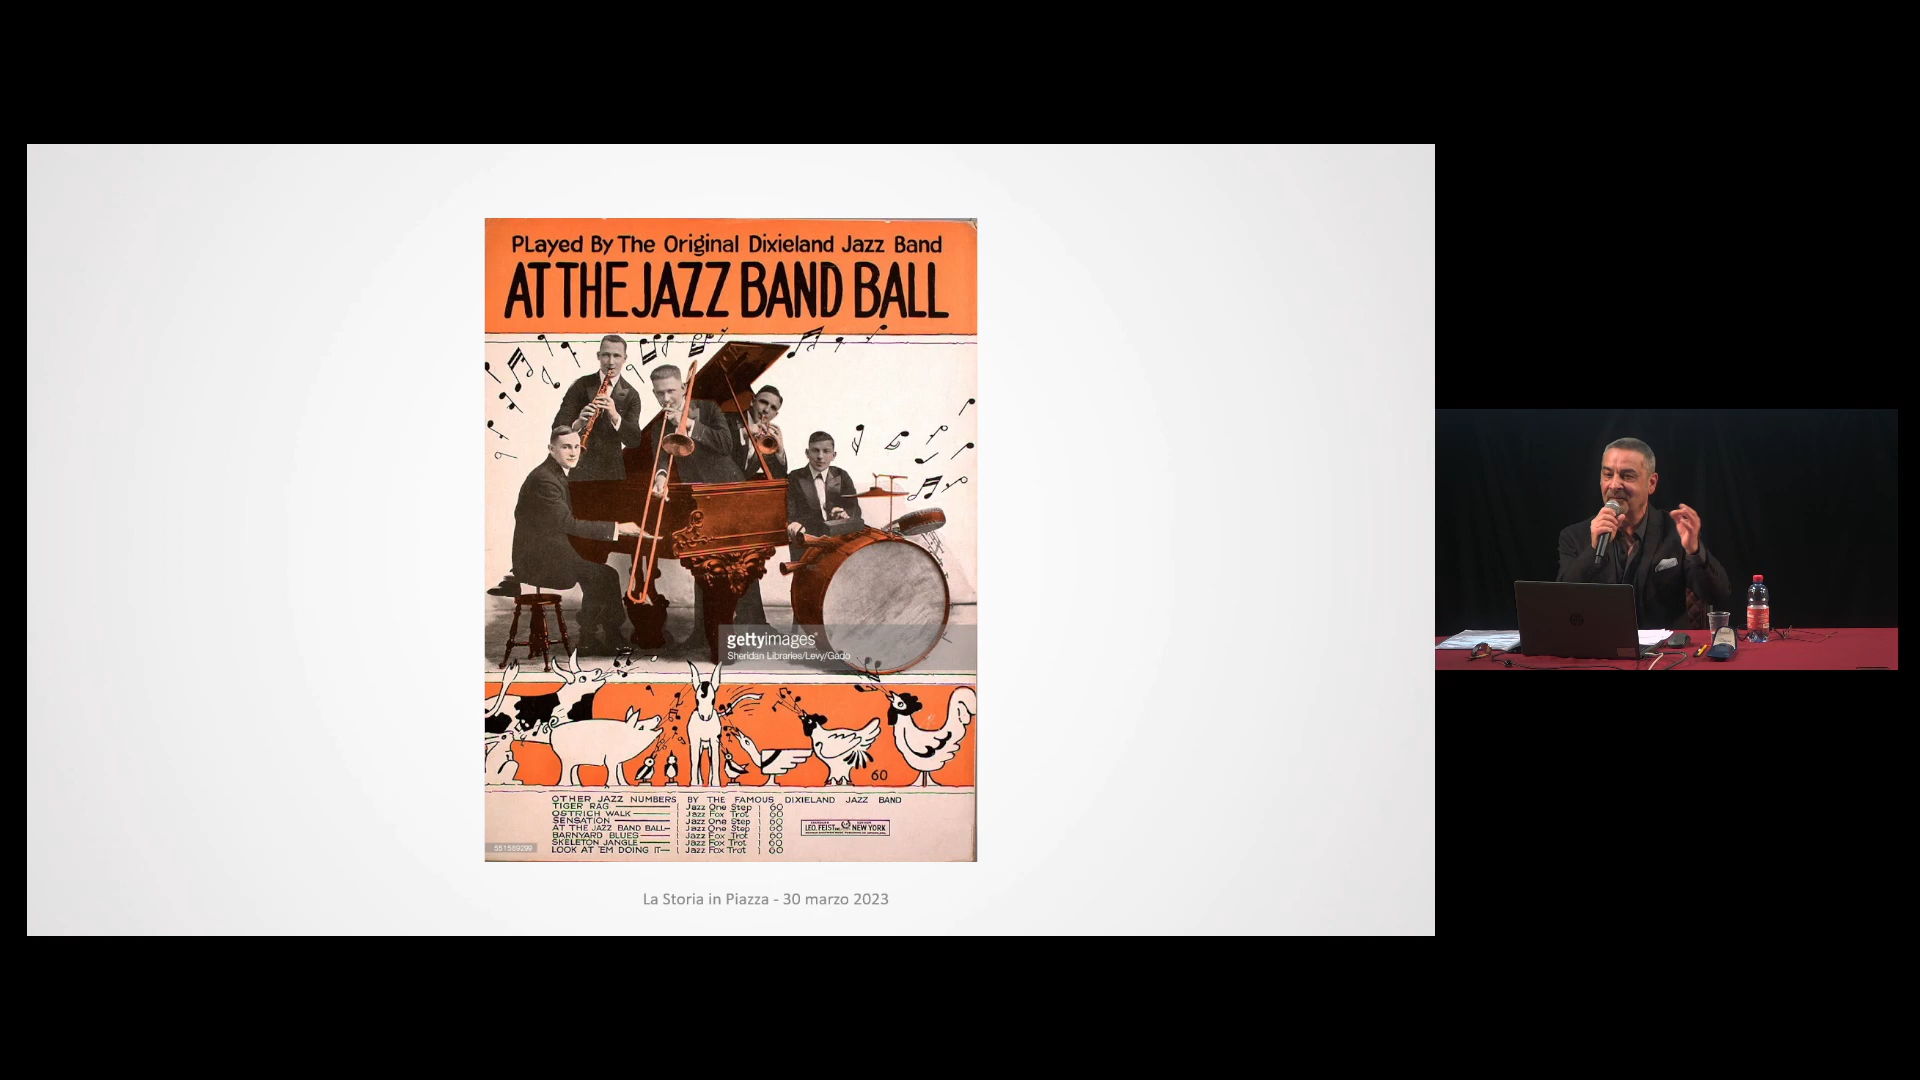 PLayed By The Original Dixieland Jazz Band
AT THE JAZZ BAND BALL
gettyimages®
Sheridan Libraries/Levy/Gado
60
OTHER JAZZ NUMBERS BY THE FAMOUS DIXIELAND JAZZ BAND
TIGER RAG ( Jazz One Step ) 60
OSTRICH WALK ( Jazz Fox Trot ) 60
SENSATION ( Jazz One Step ) 60
AT THE JAZZ BAND BALL ( Jazz One Step ) 60
BARNYARD BLUES ( Jazz Fox Trot ) 60
SKELETON JANGLE ( Jazz Fox Trot ) 60
LOOK AT 'EM DOING IT ( Jazz Fox Trot ) 60
LEO. FEIST INC. NEW YORK
La Storia in Piazza - 30 marzo 2023